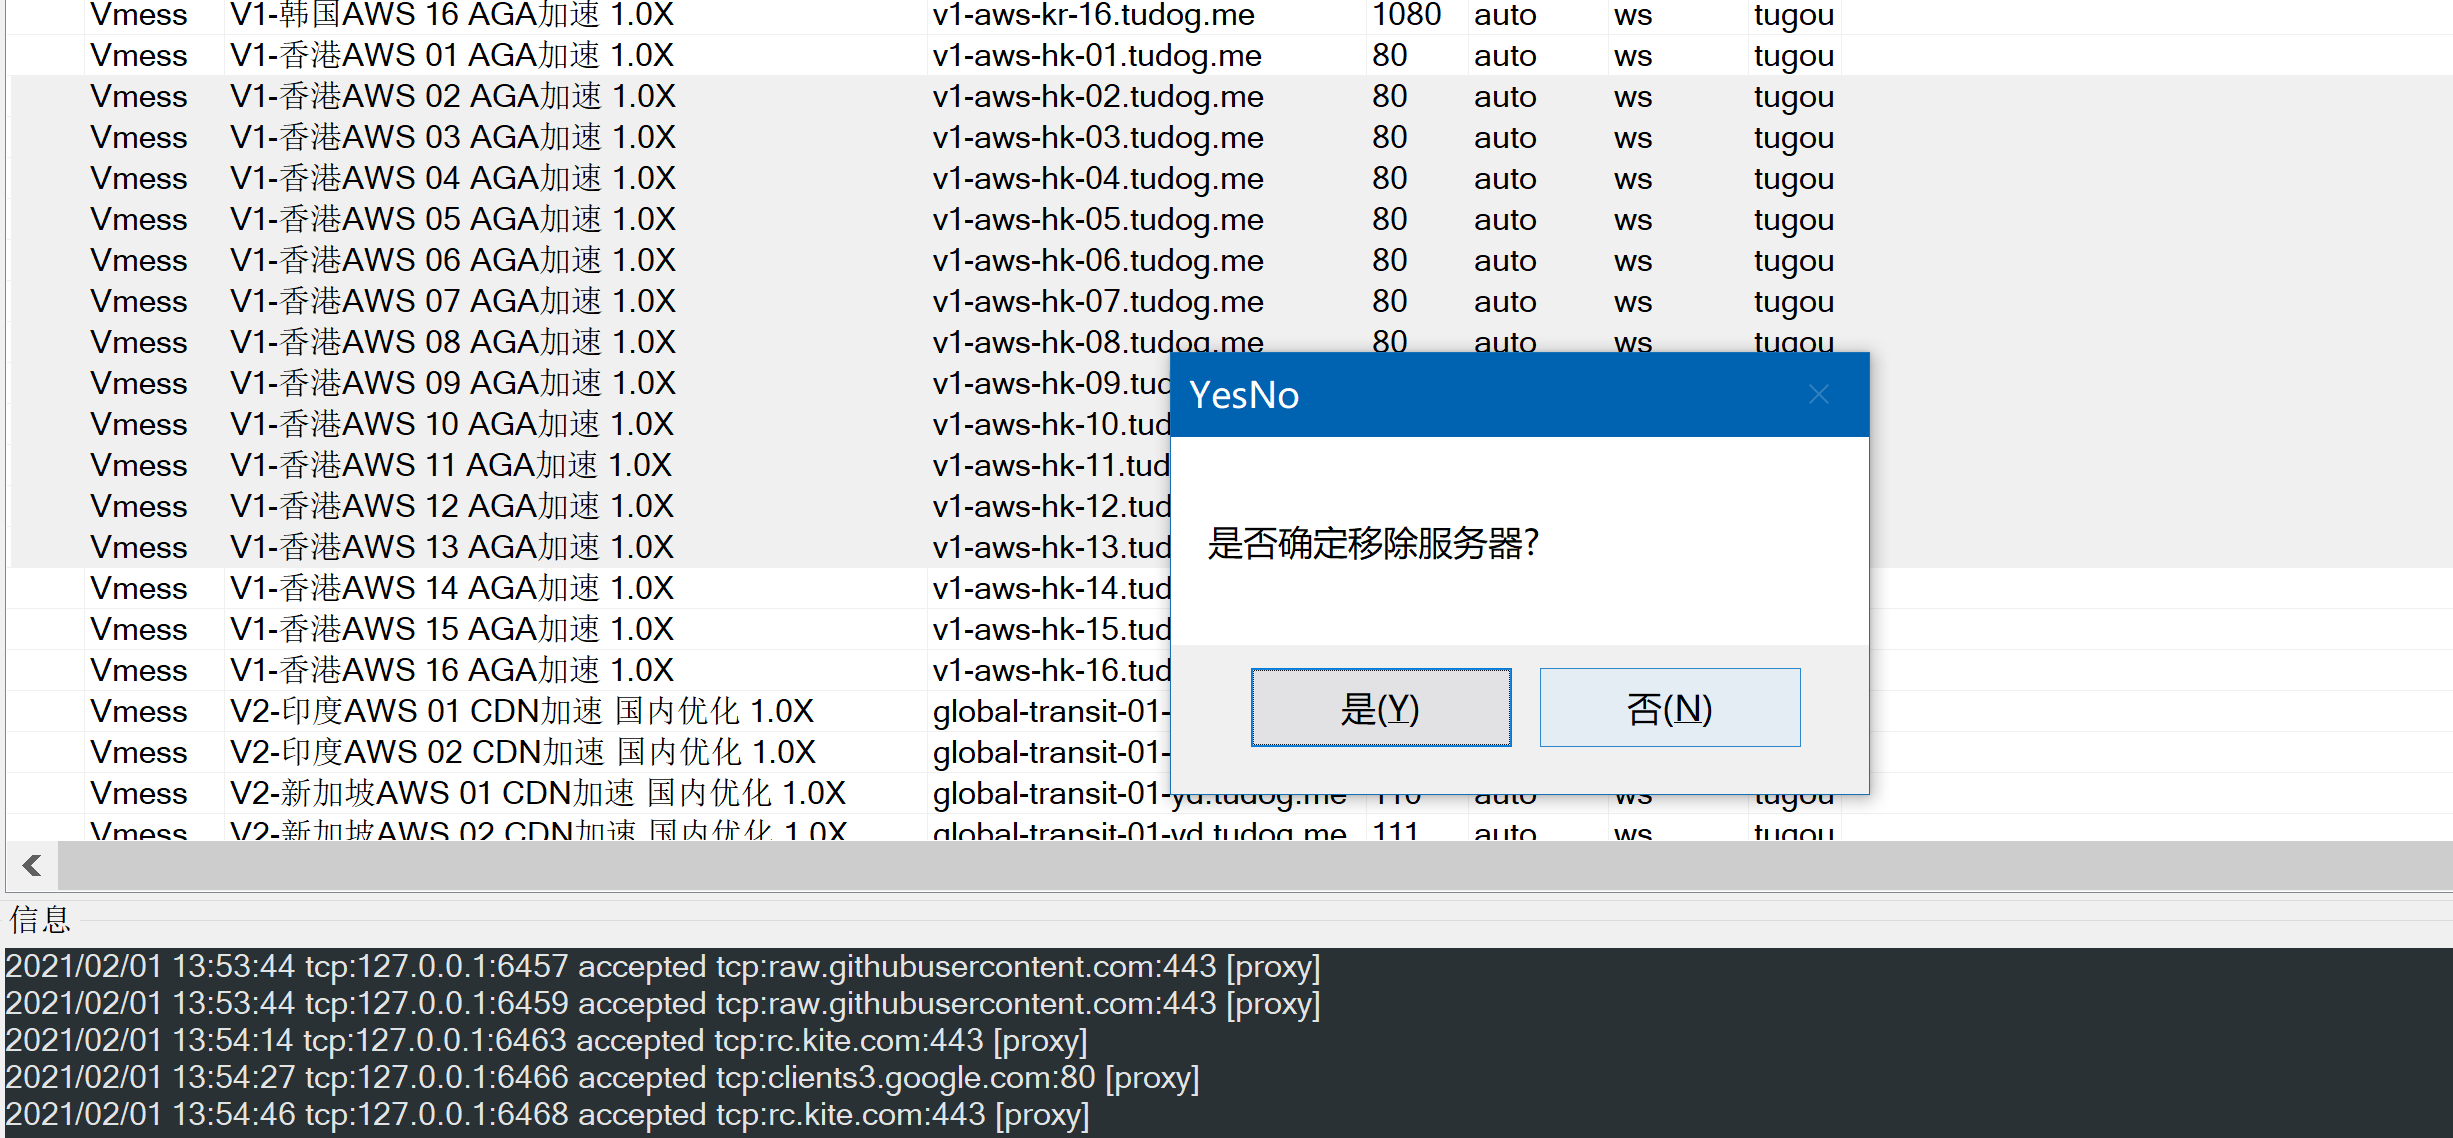 Vmess V1-韩国AWS 16 AGA加速 1.0X v1-aws-kr-16.tudog.me 1080 auto ws tugou
Vmess V1-香港AWS 01 AGA加速 1.0X v1-aws-hk-01.tudog.me 80 auto ws tugou
Vmess V1-香港AWS 02 AGA加速 1.0X v1-aws-hk-02.tudog.me 80 auto ws tugou
Vmess V1-香港AWS 03 AGA加速 1.0X v1-aws-hk-03.tudog.me 80 auto ws tugou
Vmess V1-香港AWS 04 AGA加速 1.0X v1-aws-hk-04.tudog.me 80 auto ws tugou
Vmess V1-香港AWS 05 AGA加速 1.0X v1-aws-hk-05.tudog.me 80 auto ws tugou
Vmess V1-香港AWS 06 AGA加速 1.0X v1-aws-hk-06.tudog.me 80 auto ws tugou
Vmess V1-香港AWS 07 AGA加速 1.0X v1-aws-hk-07.tudog.me 80 auto ws tugou
Vmess V1-香港AWS 08 AGA加速 1.0X v1-aws-hk-08.tudog.me 80 auto ws tugou
Vmess V1-香港AWS 09 AGA加速 1.0X v1-aws-hk-09.tud
Vmess V1-香港AWS 10 AGA加速 1.0X v1-aws-hk-10.tud
Vmess V1-香港AWS 11 AGA加速 1.0X v1-aws-hk-11.tud
Vmess V1-香港AWS 12 AGA加速 1.0X v1-aws-hk-12.tud
Vmess V1-香港AWS 13 AGA加速 1.0X v1-aws-hk-13.tud
Vmess V1-香港AWS 14 AGA加速 1.0X v1-aws-hk-14.tud
Vmess V1-香港AWS 15 AGA加速 1.0X v1-aws-hk-15.tud
Vmess V1-香港AWS 16 AGA加速 1.0X v1-aws-hk-16.tud
Vmess V2-印度AWS 01 CDN加速 国内优化 1.0X global-transit-01-
Vmess V2-印度AWS 02 CDN加速 国内优化 1.0X global-transit-01-
Vmess V2-新加坡AWS 01 CDN加速 国内优化 1.0X global-transit-01-yd.tudog.me 110 auto ws tugou
Vmess V2-新加坡AWS 02 CDN加速 国内优化 1.0X global-transit-01-yd.tudog.me 111 auto ws tugou
YesNo
是否确定移除服务器?
是(Y) 否(N)
信息
2021/02/01 13:53:44 tcp:127.0.0.1:6457 accepted tcp:raw.githubusercontent.com:443 [proxy]
2021/02/01 13:53:44 tcp:127.0.0.1:6459 accepted tcp:raw.githubusercontent.com:443 [proxy]
2021/02/01 13:54:14 tcp:127.0.0.1:6463 accepted tcp:rc.kite.com:443 [proxy]
2021/02/01 13:54:27 tcp:127.0.0.1:6466 accepted tcp:clients3.google.com:80 [proxy]
2021/02/01 13:54:46 tcp:127.0.0.1:6468 accepted tcp:rc.kite.com:443 [proxy]